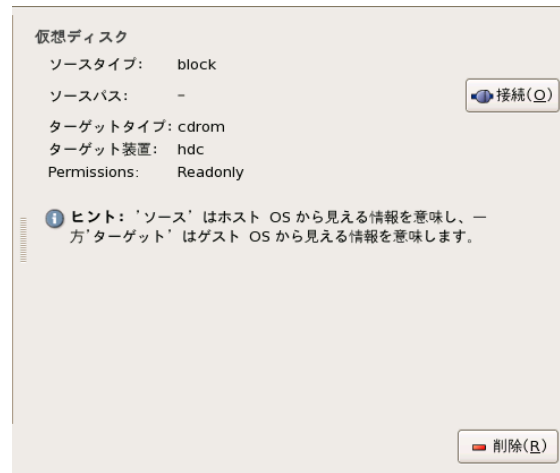 仮想ディスク
ソースタイプ: block
ソースパス: -
接続(O)
ターゲットタイプ: cdrom
ターゲット装置: hdc
Permissions: Readonly
ヒント: 'ソース' はホスト OS から見える情報を意味し、一
方'ターゲット' はゲスト OS から見える情報を意味します。
削除(R)